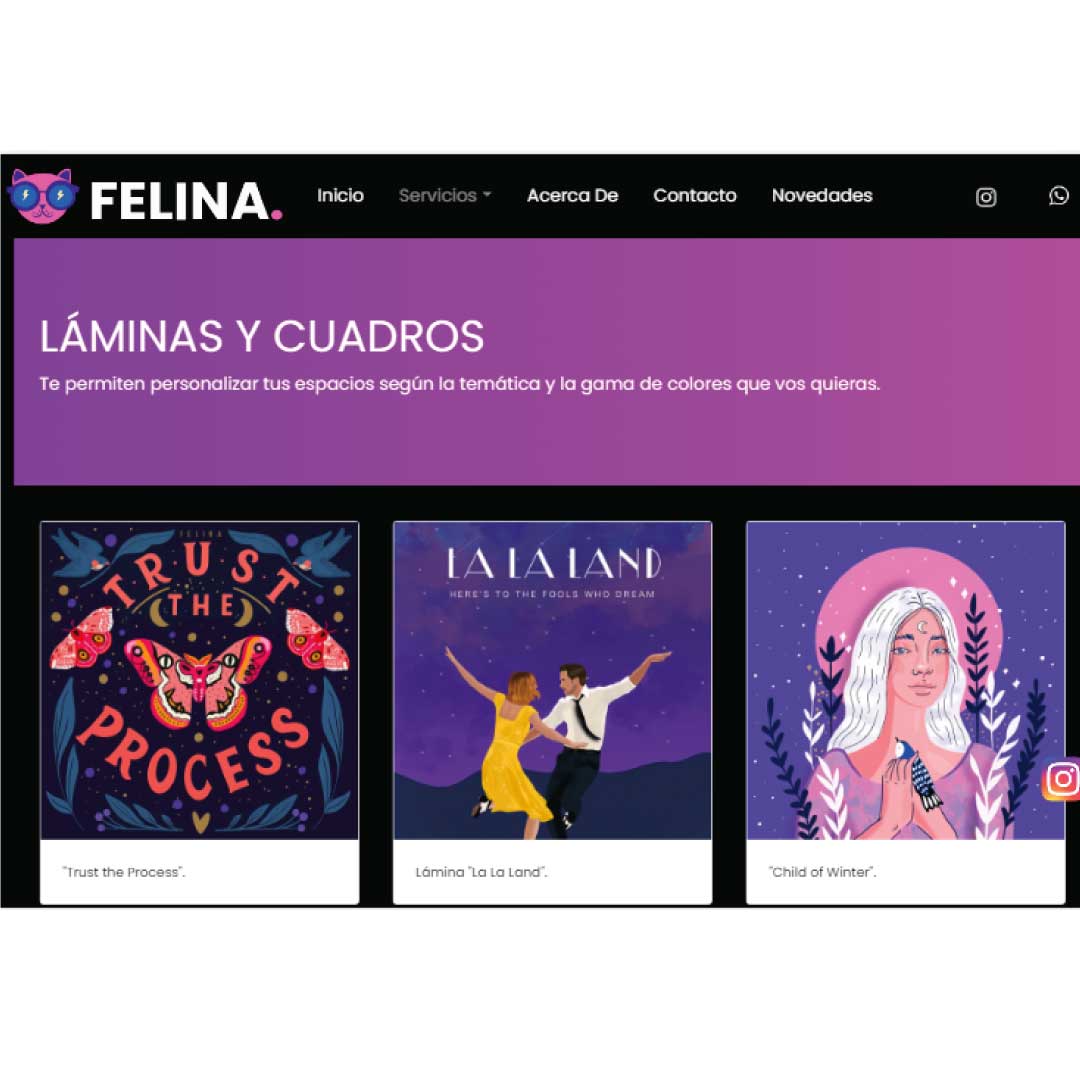 FELINA.
Inicio
Servicios
Acerca De
Contacto
Novedades
LÁMINAS Y CUADROS
Te permiten personalizar tus espacios según la temática y la gama de colores que vos quieras.
FELINA
TRUST
THE
PROCESS
LA LA LAND
HERE'S TO THE FOOLS WHO DREAM
"Trust the Process".
Lámina "La La Land".
"Child of Winter".